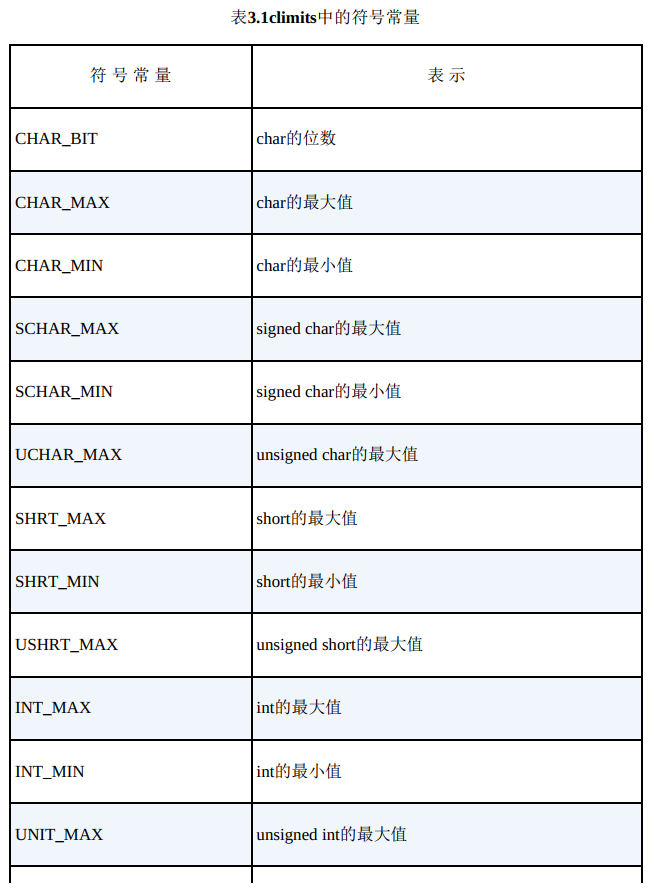 表3.1climits中的符号常量
符 号 常 量 表 示
CHAR_BIT char的位数
CHAR_MAX char的最大值
CHAR_MIN char的最小值
SCHAR_MAX signed char的最大值
SCHAR_MIN signed char的最小值
UCHAR_MAX unsigned char的最大值
SHRT_MAX short的最大值
SHRT_MIN short的最小值
USHRT_MAX unsigned short的最大值
INT_MAX int的最大值
INT_MIN int的最小值
UNIT_MAX unsigned int的最大值